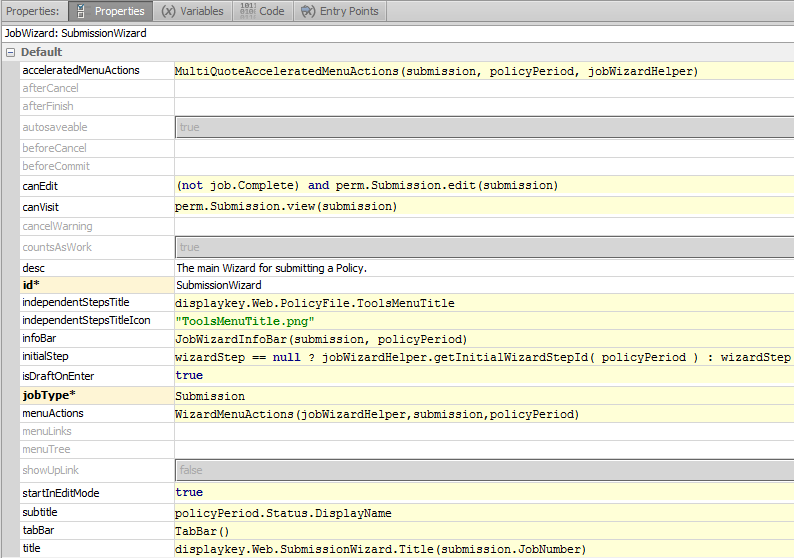 Properties: Properties (x) Variables Code (x) Entry Points
JobWizard: SubmissionWizard
Default
acceleratedMenuActions MultiQuoteAcceleratedMenuActions(submission, policyPeriod, jobWizardHelper)
afterCancel
afterFinish
autosaveable true
beforeCancel
beforeCommit
canEdit (not job.Complete) and perm.Submission.edit(submission)
canVisit perm.Submission.view(submission)
cancelWarning
countsAsWork true
desc The main Wizard for submitting a Policy.
id* SubmissionWizard
independentStepsTitle displaykey.Web.PolicyFile.ToolsMenuTitle
independentStepsTitleIcon "ToolsMenuTitle.png"
infoBar JobWizardInfoBar(submission, policyPeriod)
initialStep wizardStep == null ? jobWizardHelper.getInitialWizardStepId( policyPeriod ) : wizardStep
isDraftOnEnter true
jobType* Submission
menuActions WizardMenuActions(jobWizardHelper,submission,policyPeriod)
menuLinks
menuTree
showUpLink false
startInEditMode true
subtitle policyPeriod.Status.DisplayName
tabBar TabBar()
title displaykey.Web.SubmissionWizard.Title(submission.JobNumber)